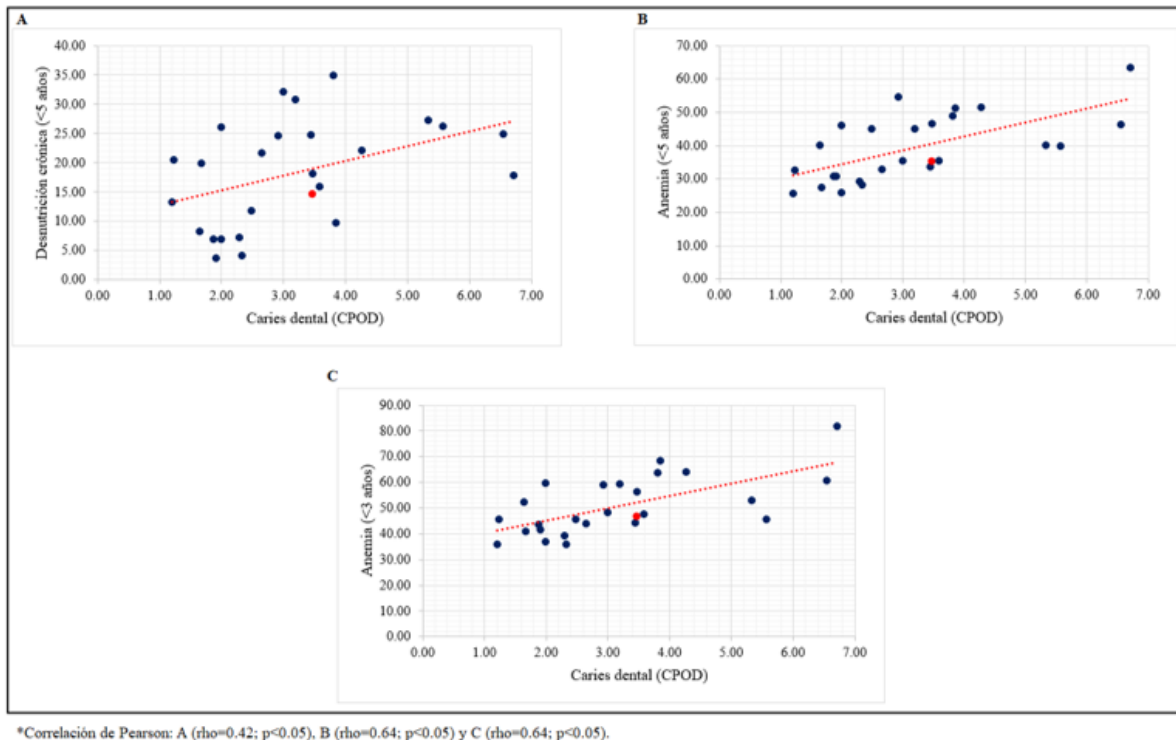 A
40.00
35.00
30.00
25.00
20.00
15.00
10.00
5.00
0.00
Desnutrición crónica (<5 años)
0.00 1.00 2.00 3.00 4.00 5.00 6.00 7.00
Caries dental (CPOD)
B
70.00
60.00
50.00
40.00
30.00
20.00
10.00
0.00
Anemia (<5 años)
0.00 1.00 2.00 3.00 4.00 5.00 6.00 7.00
Caries dental (CPOD)
C
90.00
80.00
70.00
60.00
50.00
40.00
30.00
20.00
10.00
0.00
Anemia (<3 años)
0.00 1.00 2.00 3.00 4.00 5.00 6.00 7.00
Caries dental (CPOD)
*Correlación de Pearson: A (rho=0.42; p<0.05), B (rho=0.64; p<0.05) y C (rho=0.64; p<0.05).